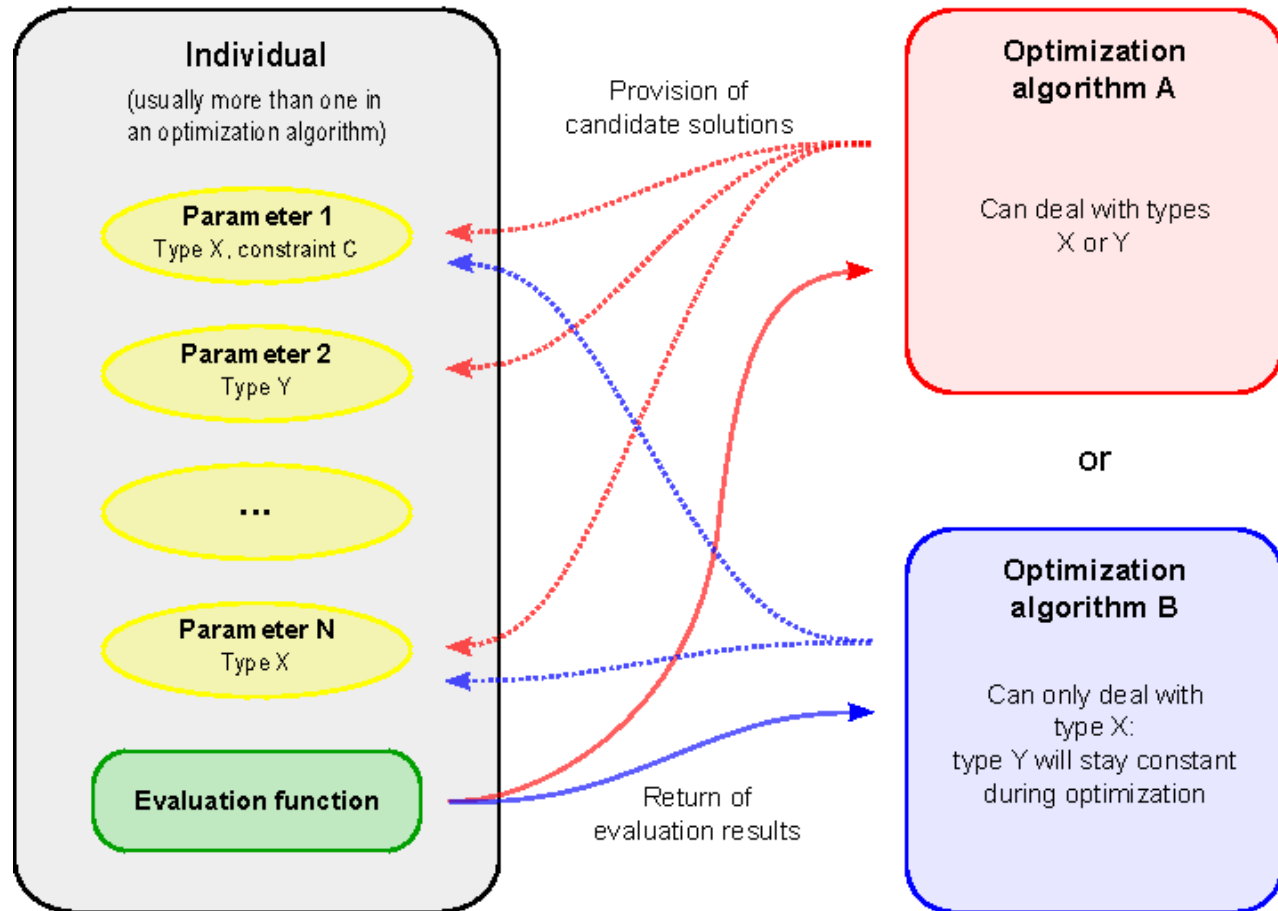 Individual
(usually more than one in
an optimization algorithm)
Parameter 1
Type X, constraint C
Parameter 2
Type Y
...
Parameter N
Type X
Evaluation function
Provision of
candidate solutions
Return of
evaluation results
Optimization
algorithm A
Can deal with types
X or Y
or
Optimization
algorithm B
Can only deal with
type X:
type Y will stay constant
during optimization